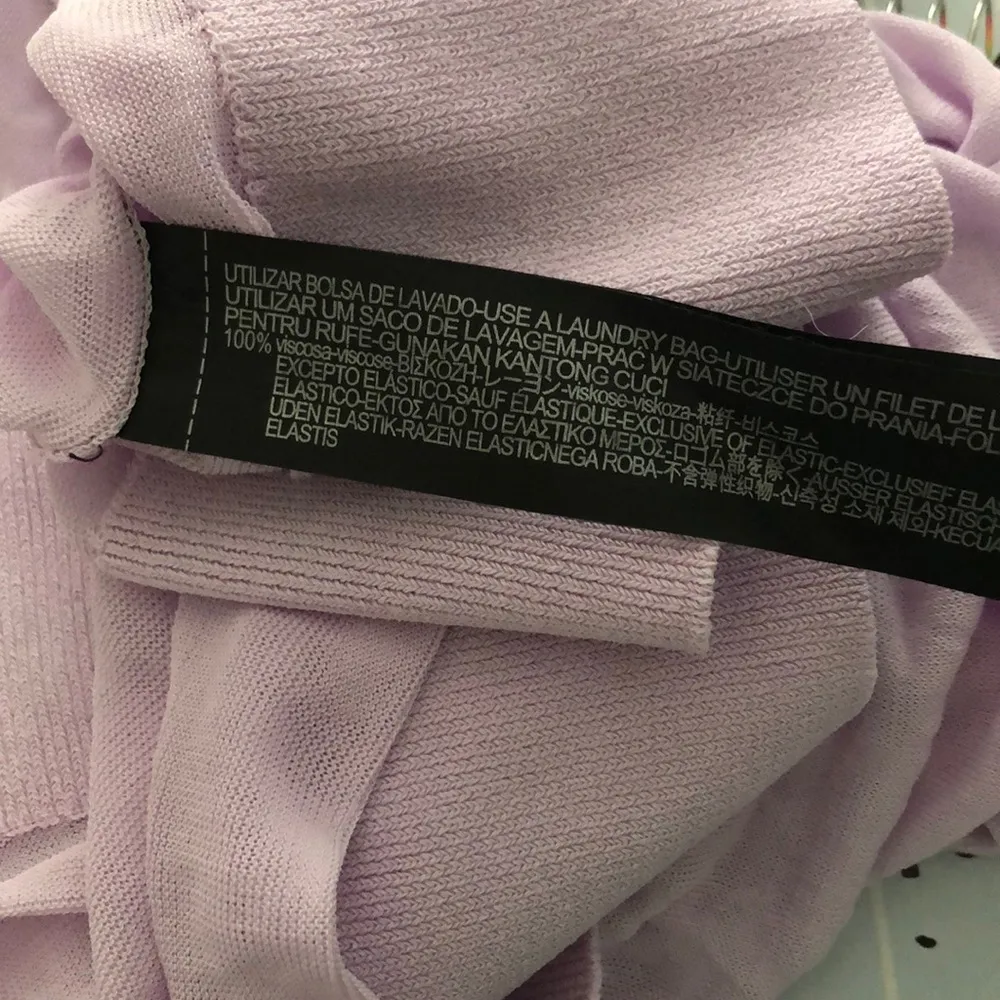 UTILIZAR BOLSA DE LAVADO-USE A LAUNDRY BAG-UTILISER UN FILET DE L
UTILIZAR UM SACO DE LAVAGEM-PRAĆ W SIATECZCE DO PRANIA-FOL
PENTRU RUFE-GUNAKAN KANTONG CUCI
100% viscosa-viscose-ΒΙΣΚΟΖΗ-レーヨン-viskose-viskoza-粘纤-비스코스
EXCEPTO ELÁSTICO-SAUF ÉLASTIQUE-EXCLUSIVE OF ELASTIC-EXCLUSIEF ELA
ELASTICO-ΕΚΤΟΣ ΑΠΟ ΤΟ ΕΛΑΣΤΙΚΟ ΜΕΡΟΣ-ロゴム部を除く-AUSSER ELASTISCH
UDEN ELASTIK-RAZEN ELASTICNEGA ROBA-不含弹性织物-신축성 소재 제외-KECUA
ELASTIS